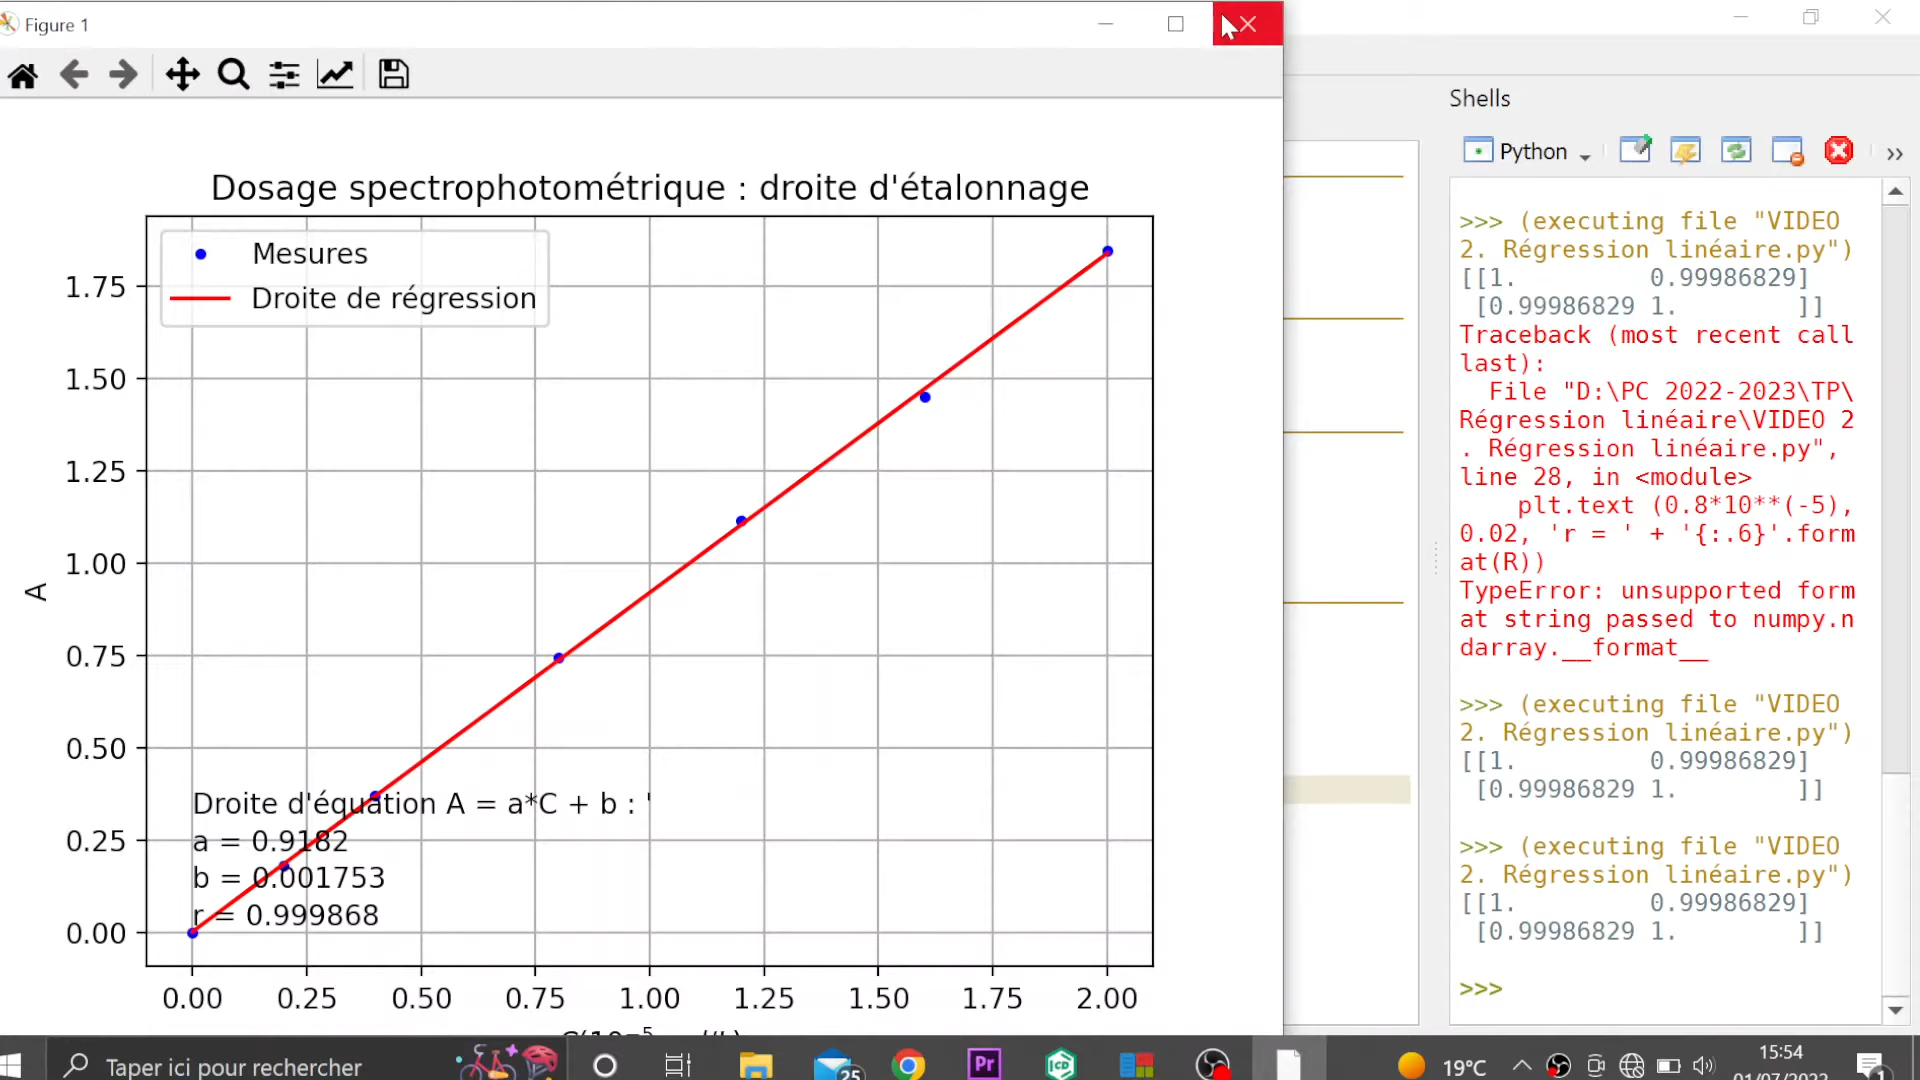 Figure 1
Dosage spectrophotométrique : droite d'étalonnage
Mesures
Droite de régression
1.75
1.50
1.25
1.00
0.75
0.50
0.25
0.00
A
Droite d'équation A = a*C + b : '
a = 0.9182
b = 0.001753
r = 0.999868
0.00 0.25 0.50 0.75 1.00 1.25 1.50 1.75 2.00
Shells
Python
>>> (executing file "VIDEO
2. Régression linéaire.py")
[[1. 0.99986829]
[0.99986829 1. ]]
Traceback (most recent call
last):
File "D:\PC 2022-2023\TP\
Régression linéaire\VIDEO 2
. Régression linéaire.py",
line 28, in <module>
plt.text (0.8*10**(-5),
0.02, 'r = ' + '{:.6}'.form
at(R))
TypeError: unsupported form
at string passed to numpy.n
darray.__format__
>>> (executing file "VIDEO
2. Régression linéaire.py")
[[1. 0.99986829]
[0.99986829 1. ]]
>>> (executing file "VIDEO
2. Régression linéaire.py")
[[1. 0.99986829]
[0.99986829 1. ]]
>>>
Taper ici pour rechercher
25
Pr
19°C
15:54